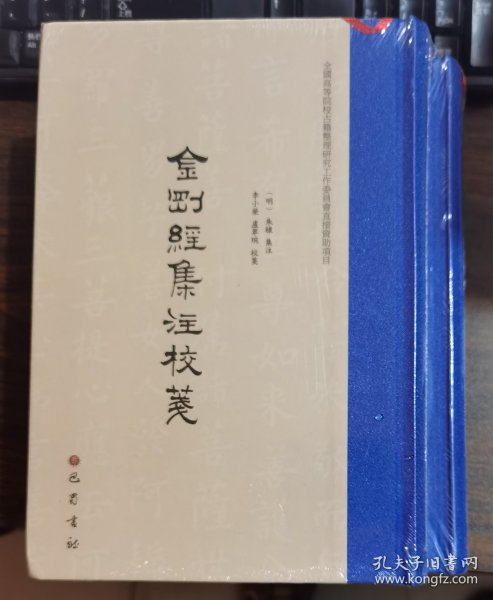 全國高等院校古籍整理研究工作委員會直接資助項目
（明）朱棣 集注
李小榮 盧翠琬 校箋
金剛經集注校箋
巴蜀書社
孔夫子旧书网
www.kongfz.com